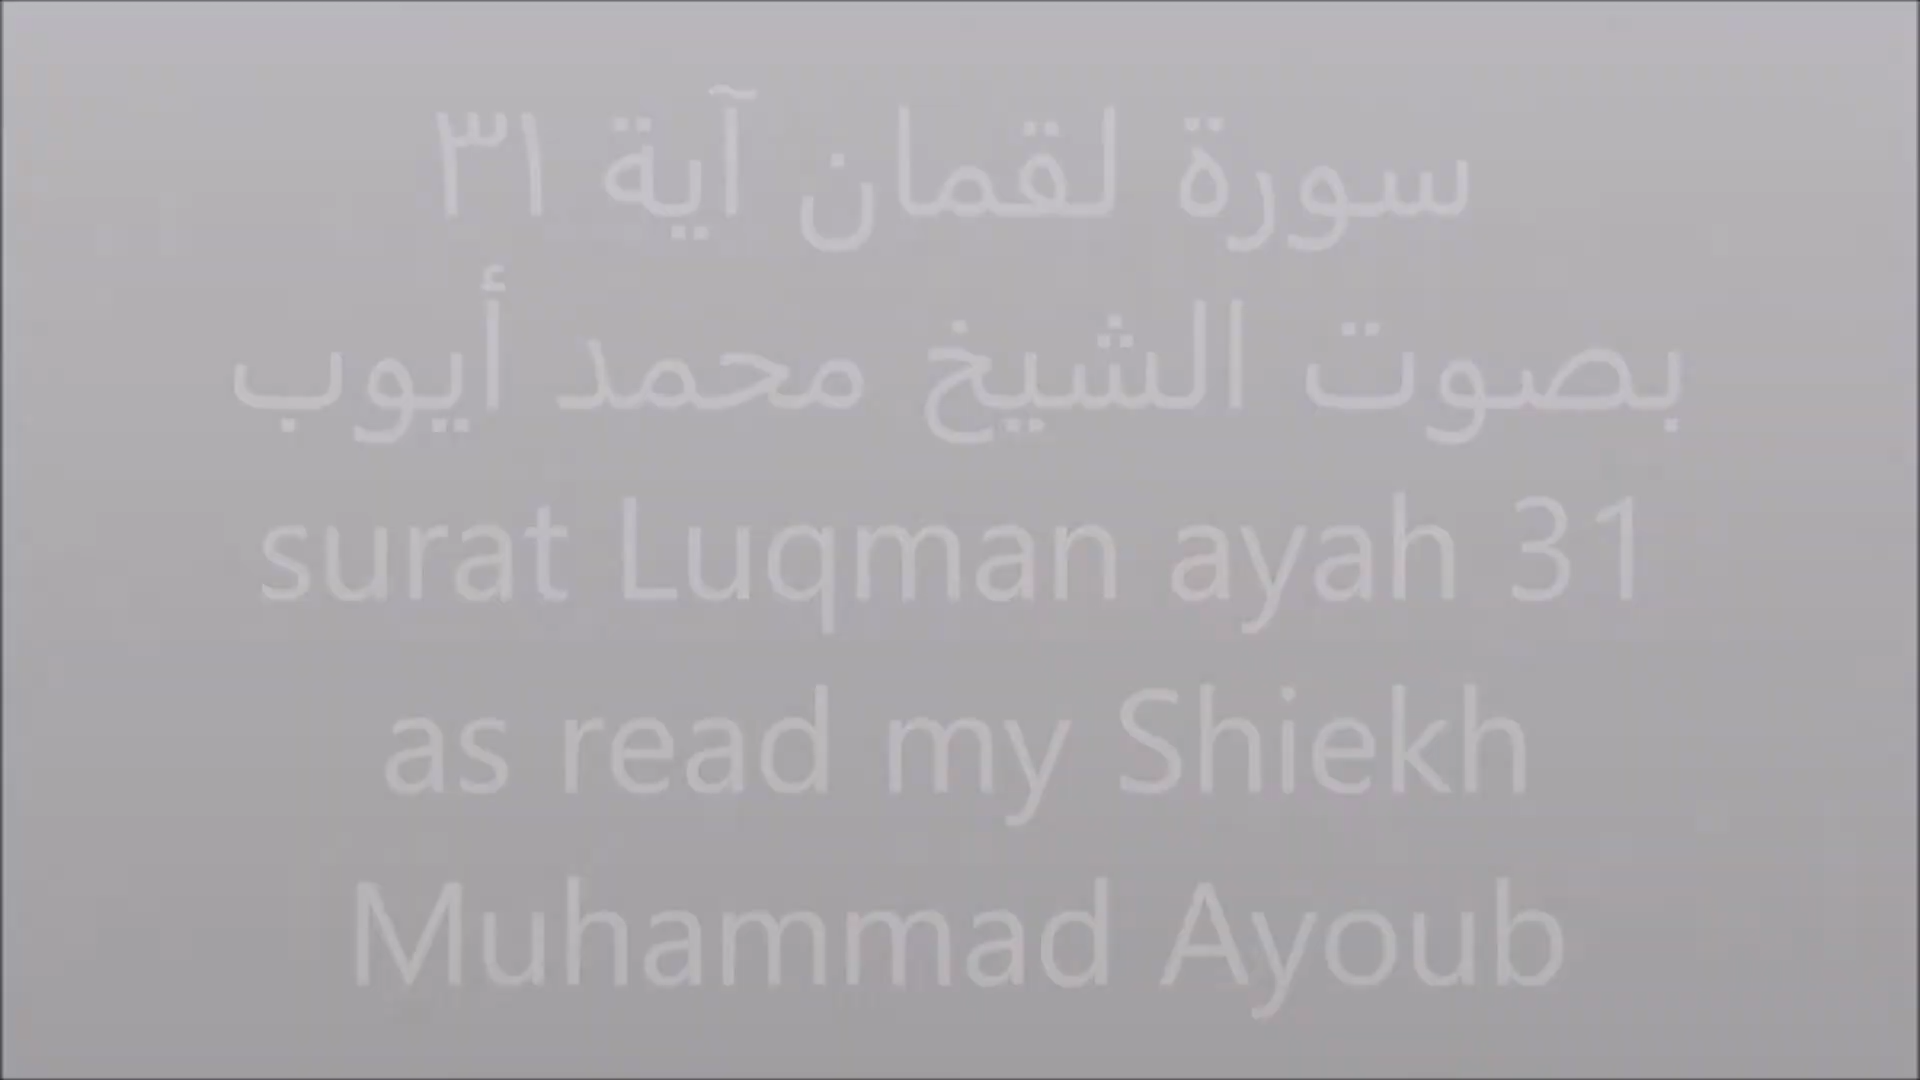 سورة لقمان آية ٣١
بصوت الشيخ محمد أيوب
surat Luqman ayah 31
as read my Shiekh
Muhammad Ayoub